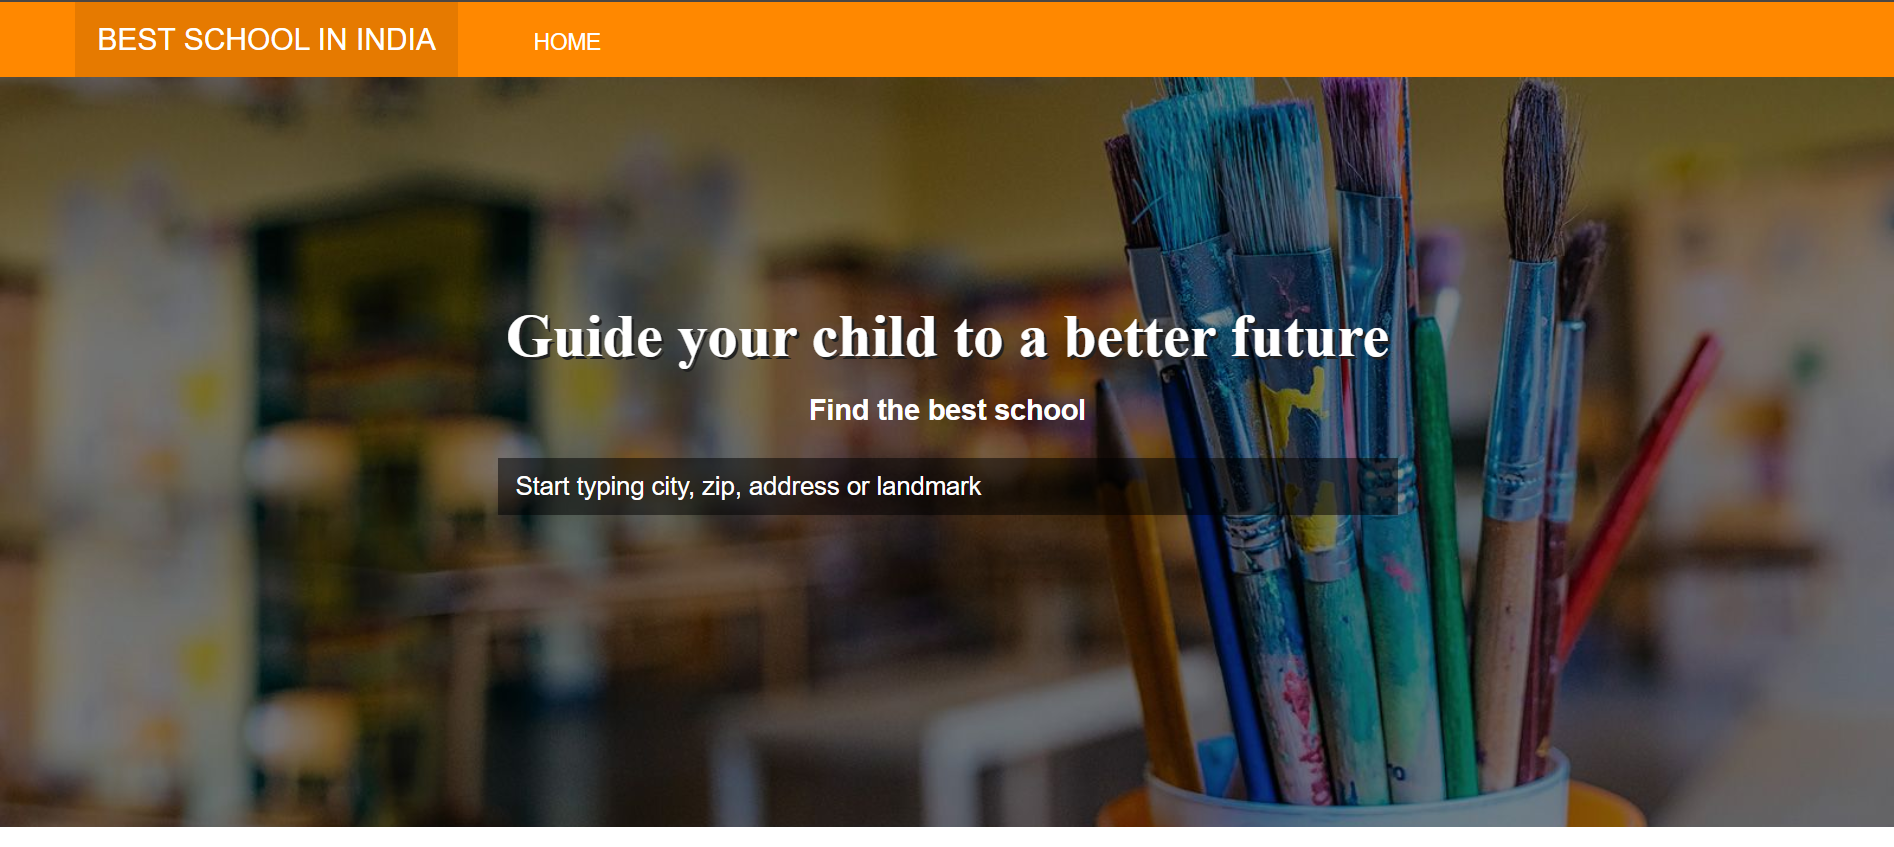 BEST SCHOOL IN INDIA
HOME
Guide your child to a better future
Find the best school
Start typing city, zip, address or landmark